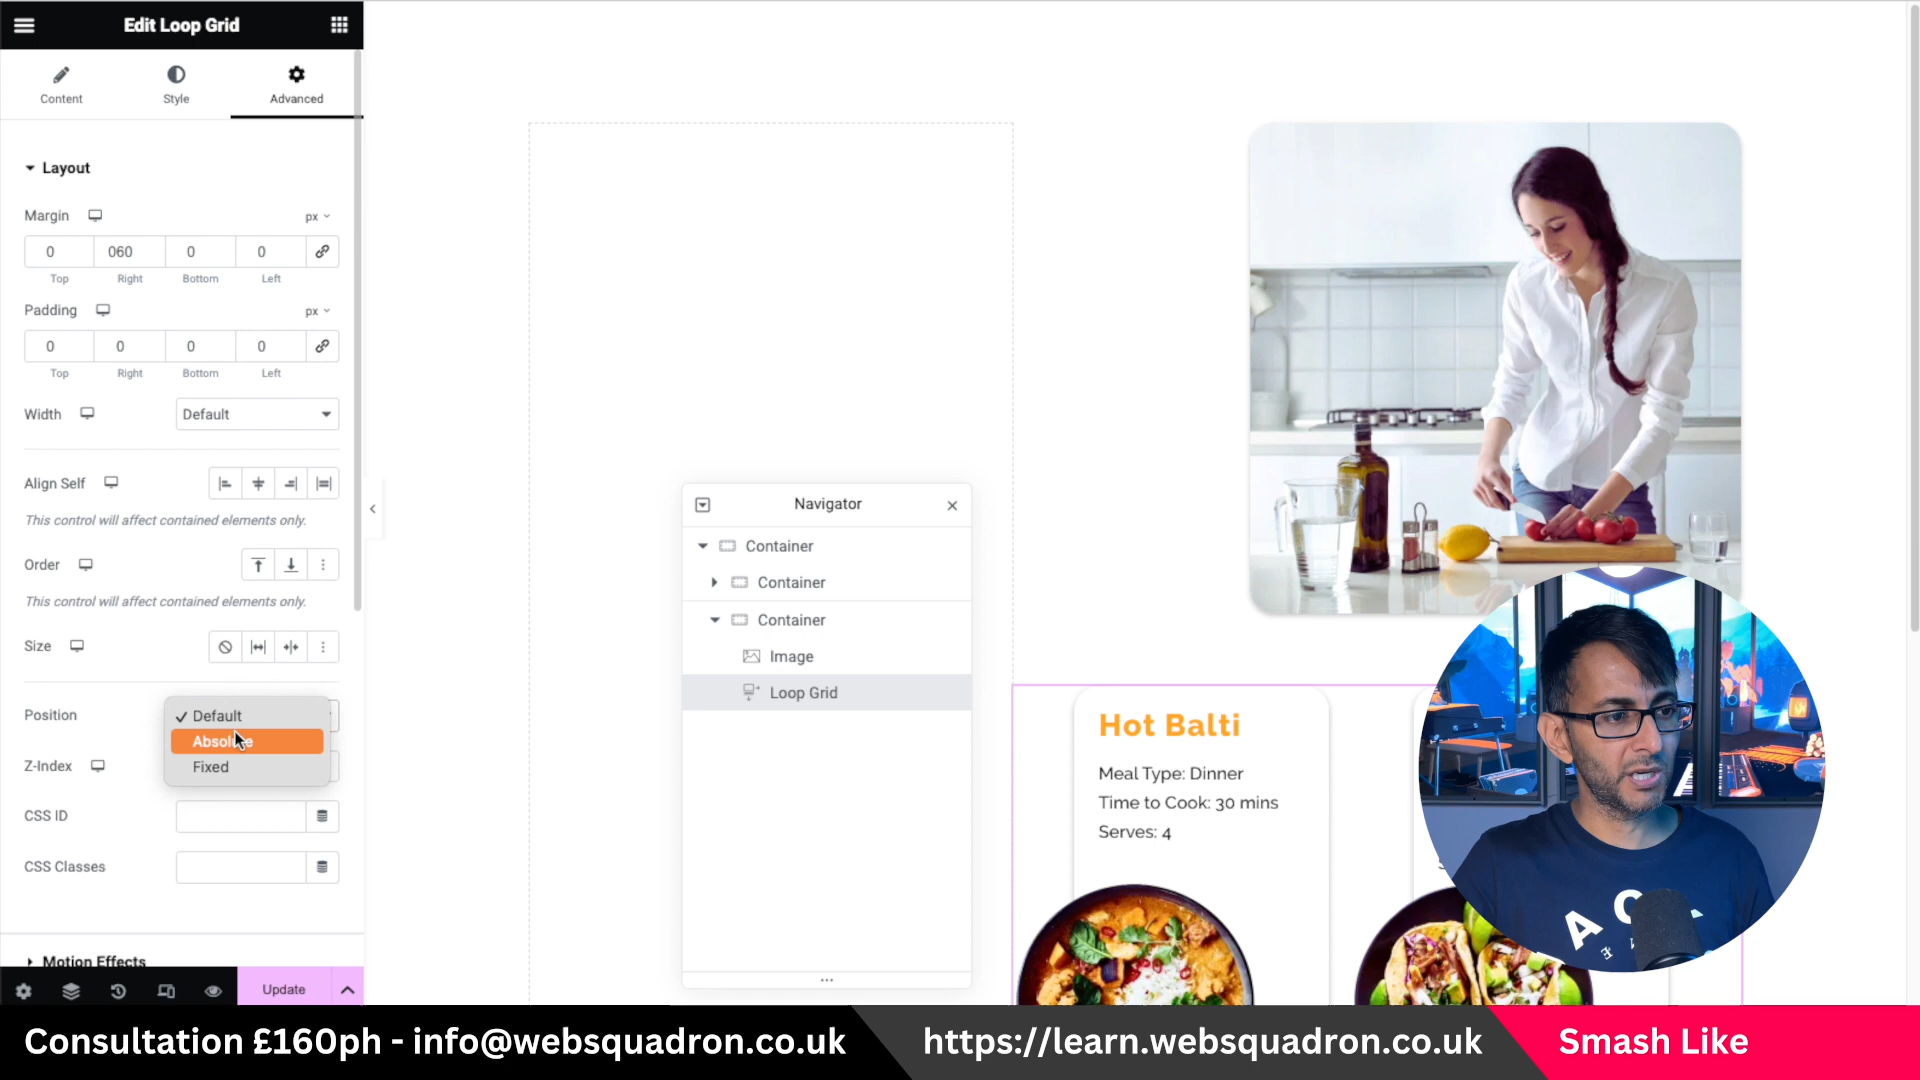 Edit Loop Grid
Content
Style
Advanced
Layout
Margin
px
0
060
0
0
Top
Right
Bottom
Left
Padding
px
0
0
0
0
Top
Right
Bottom
Left
Width
Default
Align Self
This control will affect contained elements only.
Order
This control will affect contained elements only.
Size
Position
Default
Absolute
Fixed
Z-Index
CSS ID
CSS Classes
Motion Effects
Update
Navigator
Container
Container
Container
Image
Loop Grid
Hot Balti
Meal Type: Dinner
Time to Cook: 30 mins
Serves: 4
Consultation £160ph - info@websquadron.co.uk
https://learn.websquadron.co.uk
Smash Like